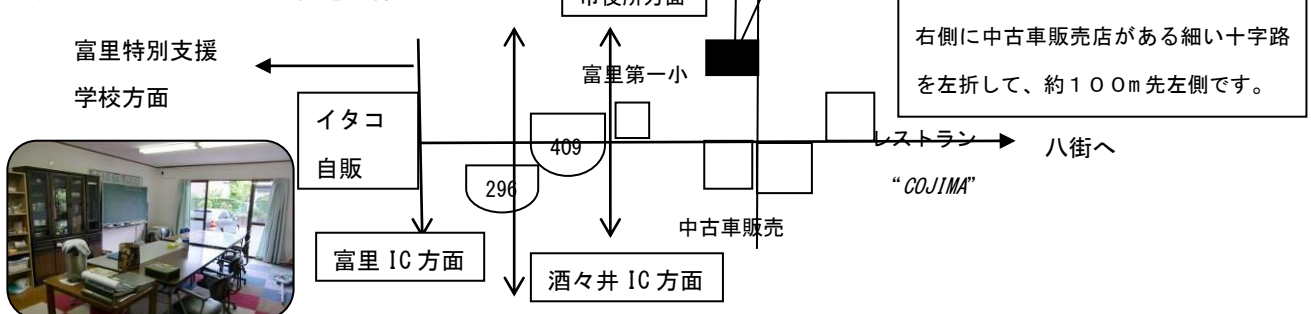 市役所方面
右側に中古車販売店がある細い十字路
を左折して、約１００ｍ先左側です。
富里特別支援
学校方面
富里第一小
イタコ
自販
409
296
レストラン
“COJIMA”
八街へ
中古車販売
富里 IC 方面
酒々井 IC 方面